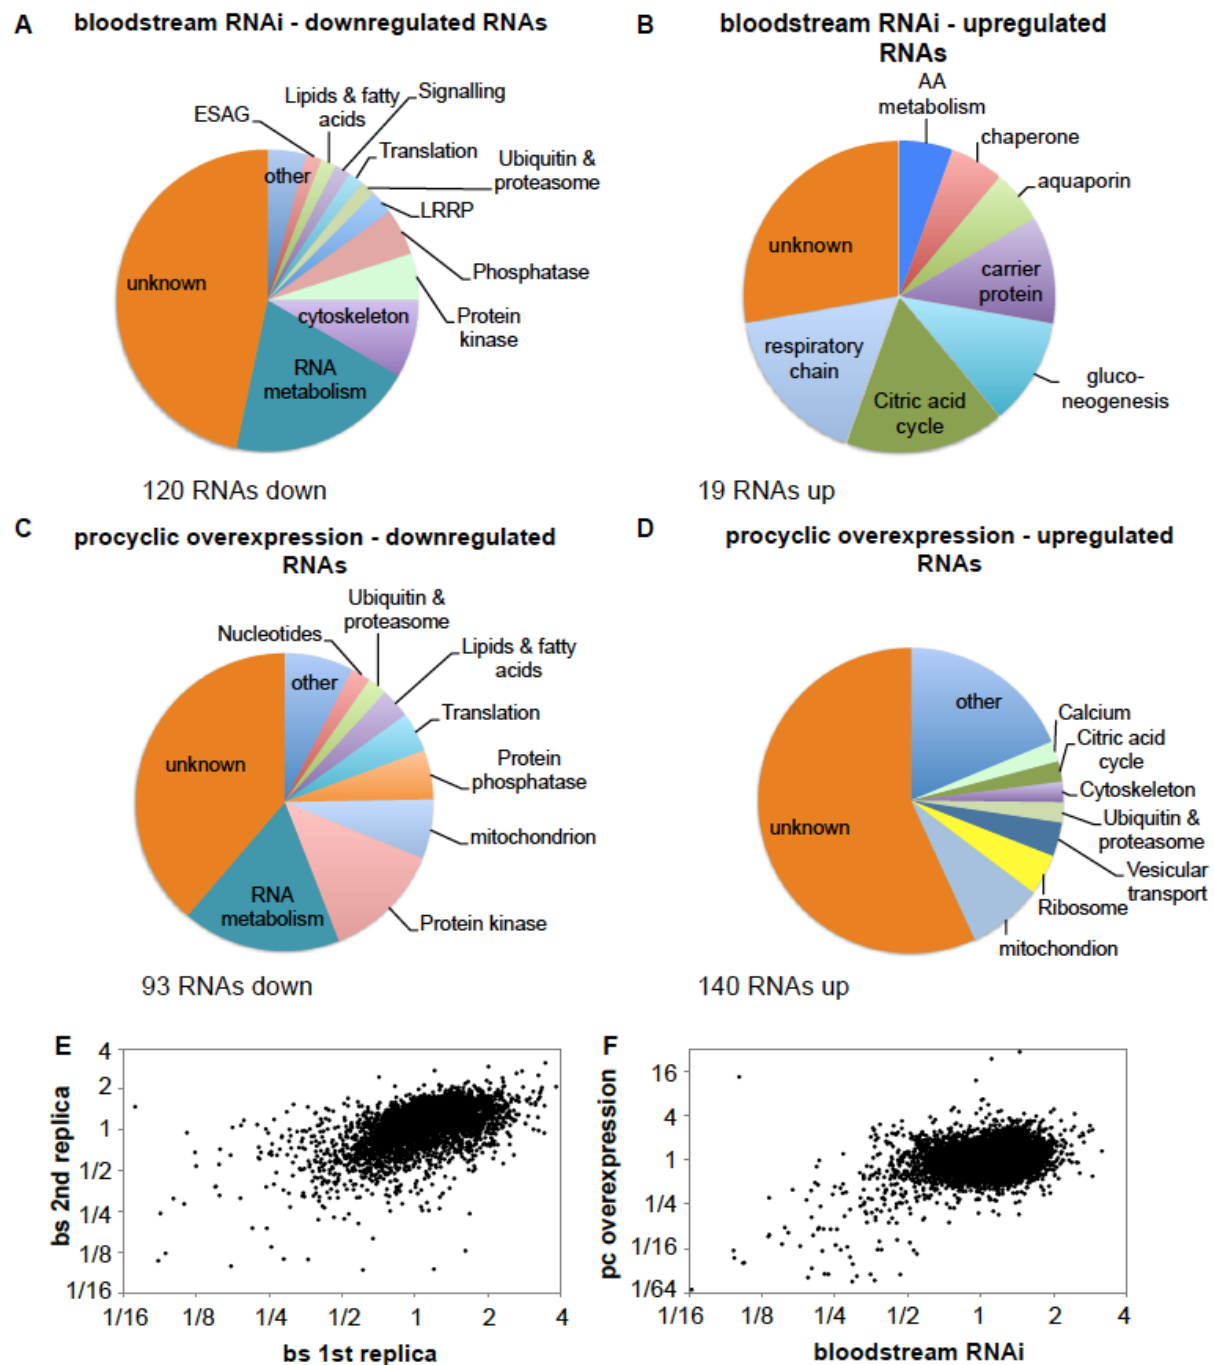 A
bloodstream RNAi - downregulated RNAs
ESAG
Lipids & fatty
acids
Signalling
Translation
Ubiquitin &
proteasome
LRRP
Phosphatase
Protein
kinase
other
unknown
cytoskeleton
RNA
metabolism
120 RNAs down
B
bloodstream RNAi - upregulated
RNAs
AA
metabolism
chaperone
aquaporin
carrier
protein
gluco-
neogenesis
Citric acid
cycle
respiratory
chain
unknown
19 RNAs up
C
procyclic overexpression - downregulated
RNAs
Ubiquitin &
proteasome
Nucleotides
Lipids & fatty
acids
other
Translation
Protein
phosphatase
mitochondrion
Protein kinase
RNA
metabolism
unknown
93 RNAs down
D
procyclic overexpression - upregulated
RNAs
other
Calcium
Citric acid
cycle
Cytoskeleton
Ubiquitin &
proteasome
Vesicular
transport
Ribosome
mitochondion
unknown
140 RNAs up
E
bs 2nd replica
4
2
1
1/2
1/4
1/8
1/16
1/16 1/8 1/4 1/2 1 2 4
bs 1st replica
F
pc overexpression
16
4
1
1/4
1/16
1/64
1/16 1/8 1/4 1/2 1 2 4
bloodstream RNAi